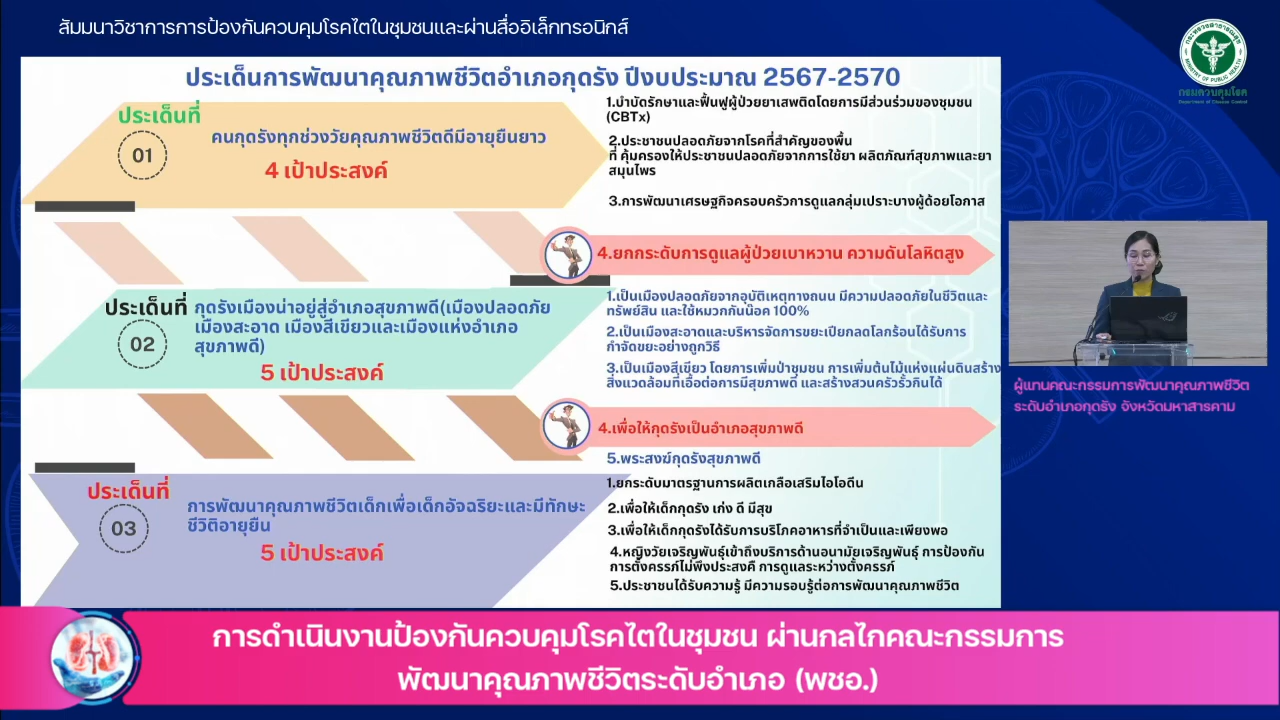 สัมมนาวิชาการการป้องกันควบคุมโรคไตในชุมชนและผ่านสื่ออิเล็กทรอนิกส์
กระทรวงสาธารณสุข
MINISTRY OF PUBLIC HEALTH
กรมควบคุมโรค
Department of Disease Control
ประเด็นการพัฒนาคุณภาพชีวิตอำเภอกุดรัง ปีงบประมาณ 2567-2570
ประเด็นที่
01
คนกุดรังทุกช่วงวัยคุณภาพชีวิตดีมีอายุยืนยาว
4 เป้าประสงค์
1.บำบัดรักษาและฟื้นฟูผู้ป่วยยาเสพติดโดยการมีส่วนร่วมของชุมชน
(CBTx)
2.ประชาชนปลอดภัยจากโรคที่สำคัญของพื้น
ที่ คุ้มครองให้ประชาชนปลอดภัยจากการใช้ยา ผลิตภัณฑ์สุขภาพและยา
สมุนไพร
3.การพัฒนาเศรษฐกิจครอบครัวการดูแลกลุ่มเปราะบางผู้ด้อยโอกาส
4.ยกกระดับการดูแลผู้ป่วยเบาหวาน ความดันโลหิตสูง
ประเด็นที่
02
กุดรังเมืองน่าอยู่สู่อำเภอสุขภาพดี(เมืองปลอดภัย
เมืองสะอาด เมืองสีเขียวและเมืองแห่งอำเภอ
สุขภาพดี)
5 เป้าประสงค์
1.เป็นเมืองปลอดภัยจากอุบัติเหตุทางถนน มีความปลอดภัยในชีวิตและ
ทรัพย์สิน และใช้หมวกกันน๊อค 100%
2.เป็นเมืองสะอาดและบริหารจัดการขยะเปียกลดโลกร้อนได้รับการ
กำจัดขยะอย่างถูกวิธี
3.เป็นเมืองสีเขียว โดยการเพิ่มป่าชุมชน การเพิ่มต้นไม้แห่งแผ่นดินสร้าง
สิ่งแวดล้อมที่เอื้อต่อการมีสุขภาพดี และสร้างสวนครัวรั้วกินได้
4.เพื่อให้กุดรังเป็นอำเภอสุขภาพดี
5.พระสงฆ์กุดรังสุขภาพดี
ประเด็นที่
03
การพัฒนาคุณภาพชีวิตเด็กเพื่อเด็กอัจฉริยะและมีทักษะ
ชีวิติอายุยืน
5 เป้าประสงค์
1.ยกระดับมาตรฐานการผลิตเกลือเสริมไอโอดีน
2.เพื่อให้เด็กกุดรัง เก่ง ดี มีสุข
3.เพื่อให้เด็กกุดรังได้รับการบริโภคอาหารที่จำเป็นและเพียงพอ
4.หญิงวัยเจริญพันธุ์เข้าถึงบริการด้านอนามัยเจริญพันธุ์ การป้องกัน
การตั้งครรภ์ไม่พึงประสงค์ การดูแลระหว่างตั้งครรภ์
5.ประชาชนได้รับความรู้ มีความรอบรู้ต่อการพัฒนาคุณภาพชีวิต
ผู้แทนคณะกรรมการพัฒนาคุณภาพชีวิต
ระดับอำเภอกุดรัง จังหวัดมหาสารคาม
การดำเนินงานป้องกันควบคุมโรคไตในชุมชน ผ่านกลไกคณะกรรมการ
พัฒนาคุณภาพชีวิตระดับอำเภอ (พชอ.)